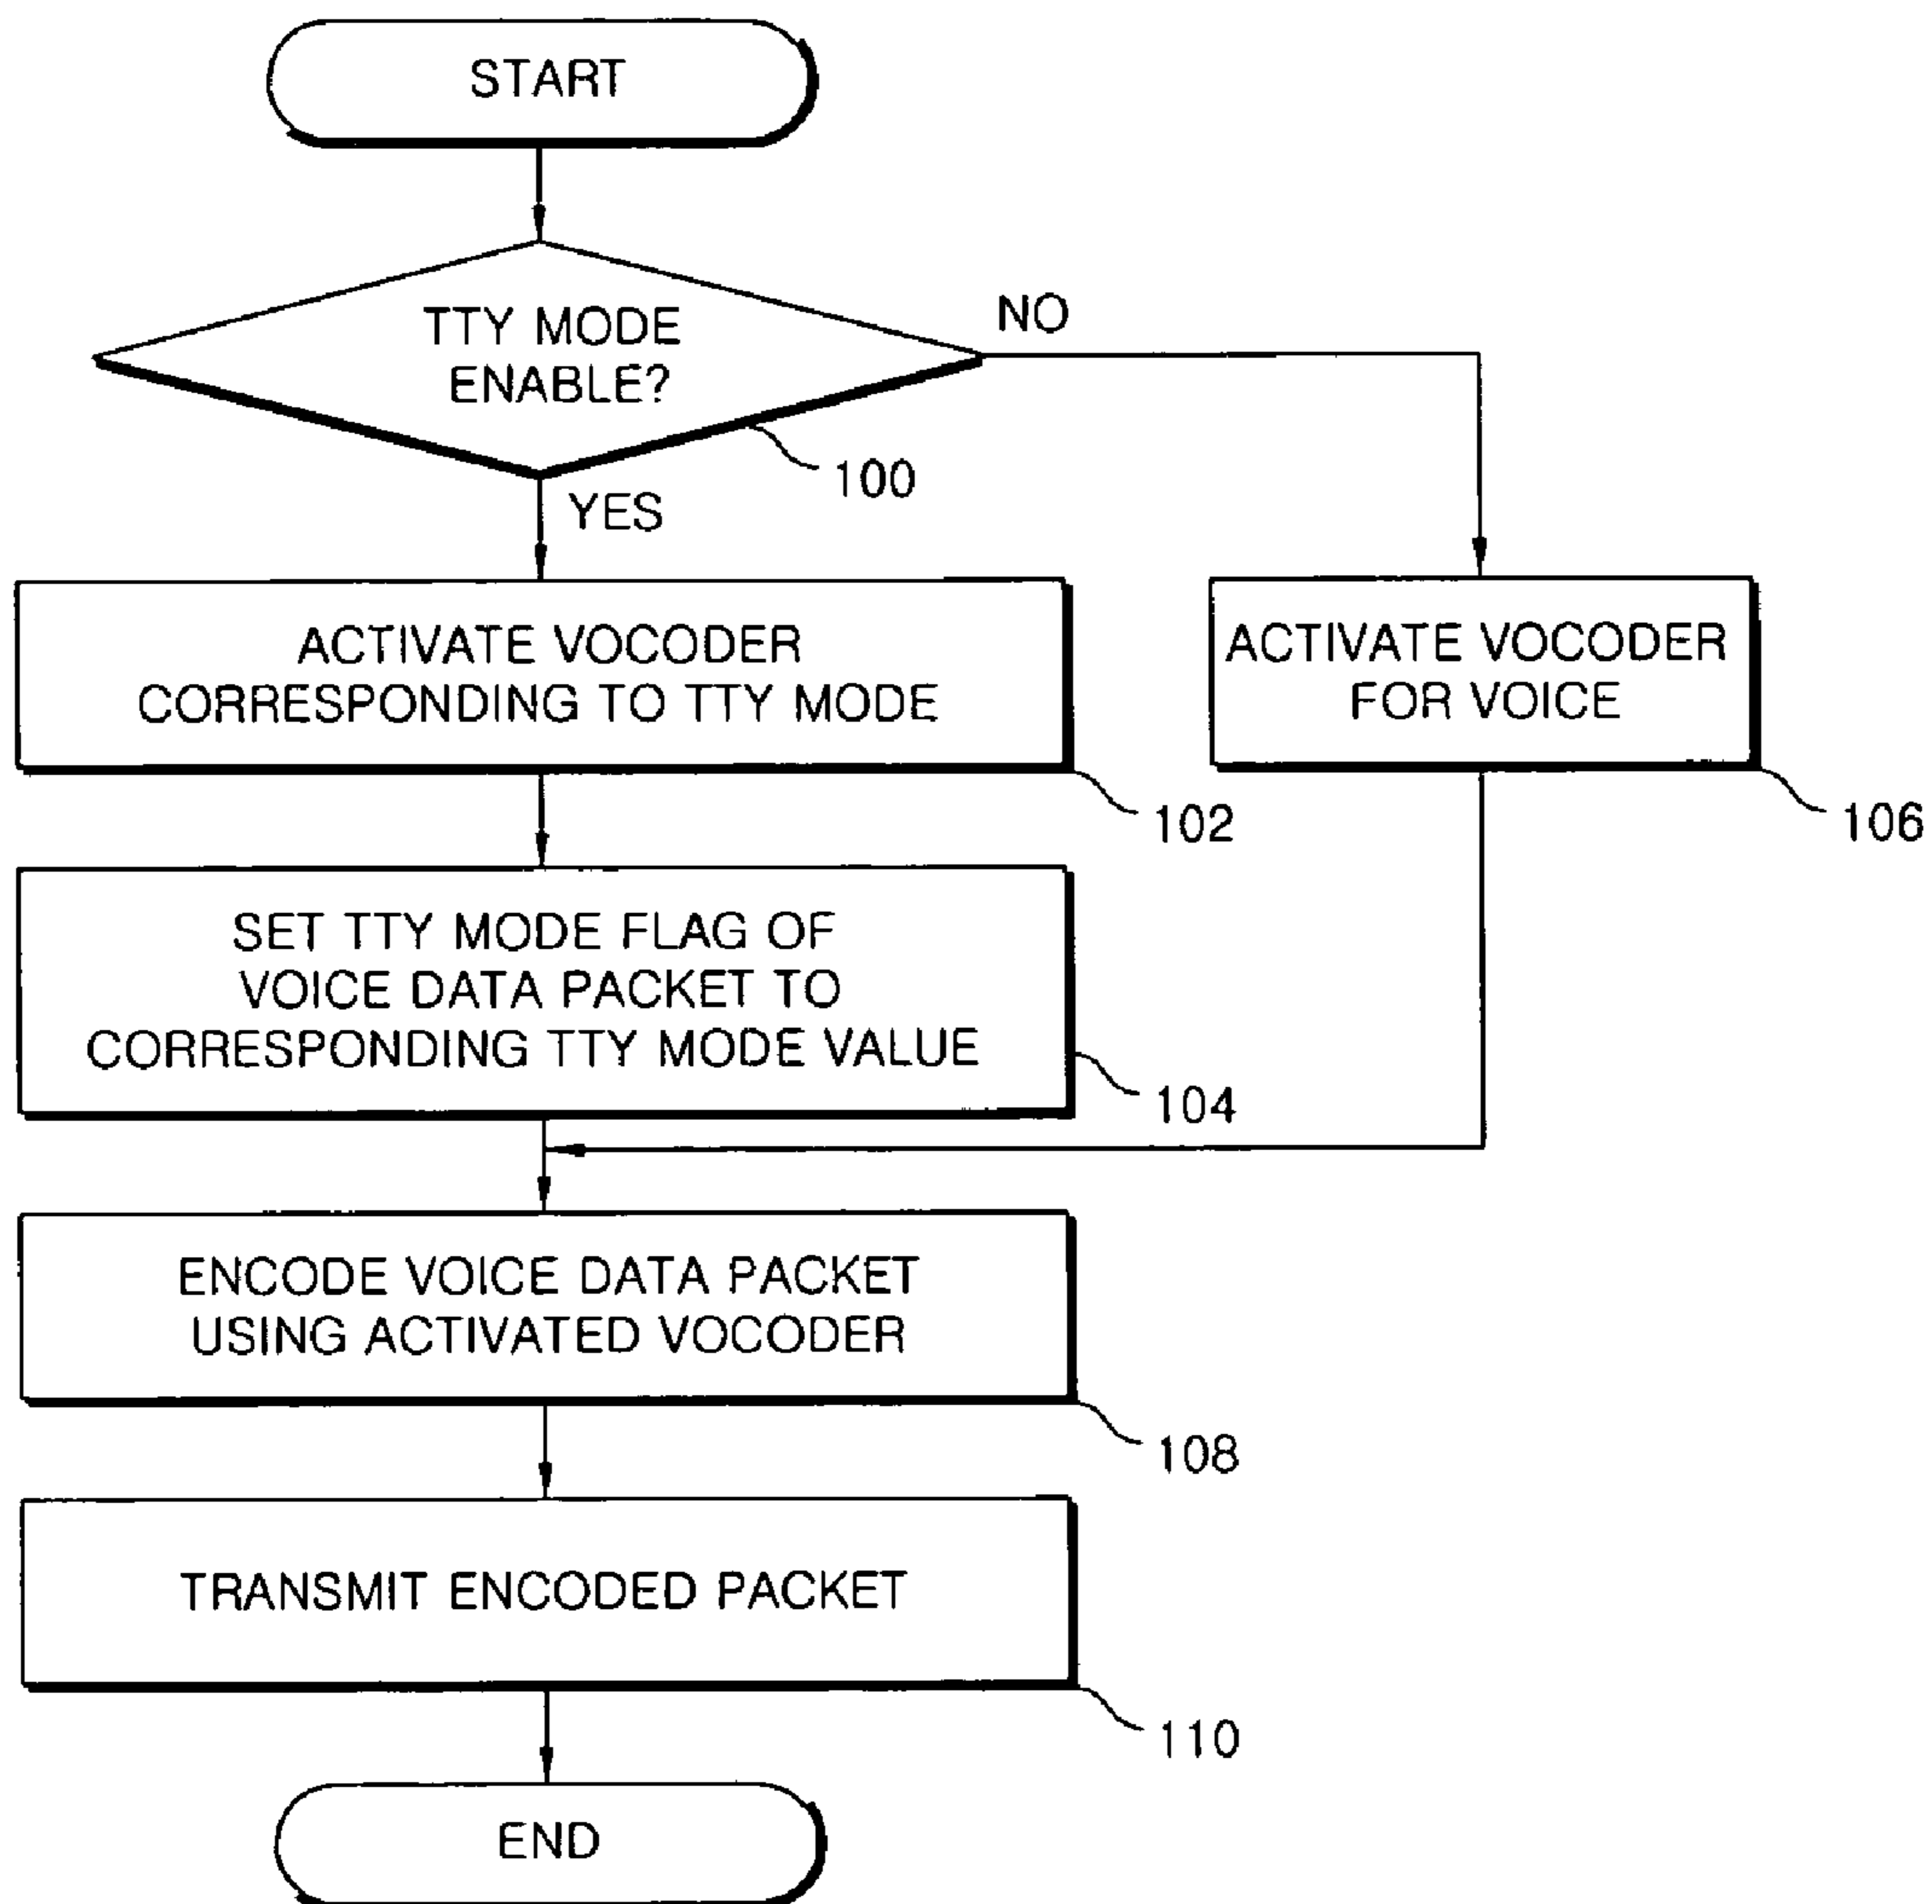 START
TTY MODE
ENABLE?
NO
100
YES
ACTIVATE VOCODER
CORRESPONDING TO TTY MODE
102
ACTIVATE VOCODER
FOR VOICE
106
SET TTY MODE FLAG OF
VOICE DATA PACKET TO
CORRESPONDING TTY MODE VALUE
104
ENCODE VOICE DATA PACKET
USING ACTIVATED VOCODER
108
TRANSMIT ENCODED PACKET
110
END